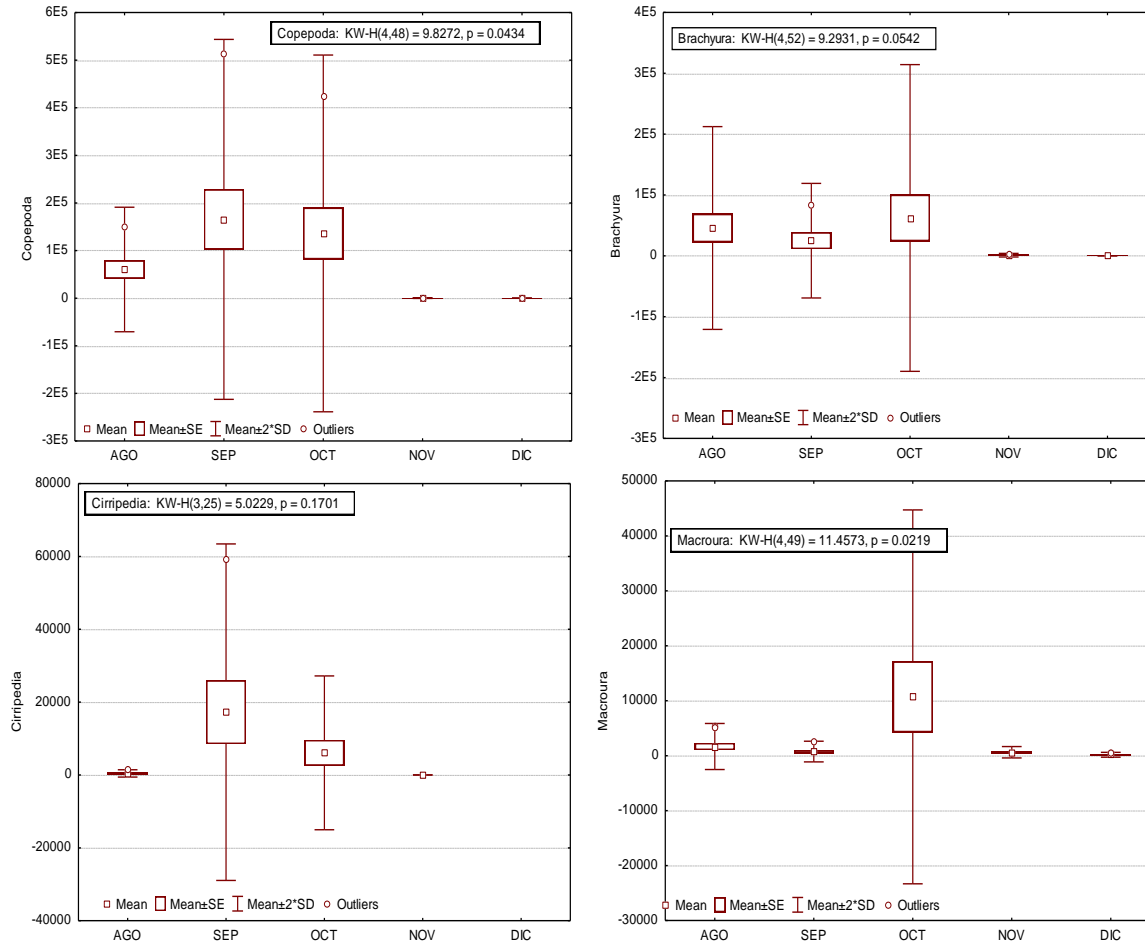 Copepoda: KW-H(4,48) = 9.8272, p = 0.0434
6E5
5E5
4E5
3E5
2E5
1E5
0
-1E5
-2E5
-3E5
Copepoda
Mean Mean±SE Mean±2*SD Outliers
AGO SEP OCT NOV DIC
Brachyura: KW-H(4,52) = 9.2931, p = 0.0542
4E5
3E5
2E5
1E5
0
-1E5
-2E5
-3E5
Brachyura
Mean Mean±SE Mean±2*SD Outliers
AGO SEP OCT NOV DIC
Cirripedia: KW-H(3,25) = 5.0229, p = 0.1701
80000
60000
40000
20000
0
-20000
-40000
Cirripedia
Mean Mean±SE Mean±2*SD Outliers
AGO SEP OCT NOV DIC
Macroura: KW-H(4,49) = 11.4573, p = 0.0219
50000
40000
30000
20000
10000
0
-10000
-20000
-30000
Macroura
Mean Mean±SE Mean±2*SD Outliers
AGO SEP OCT NOV DIC